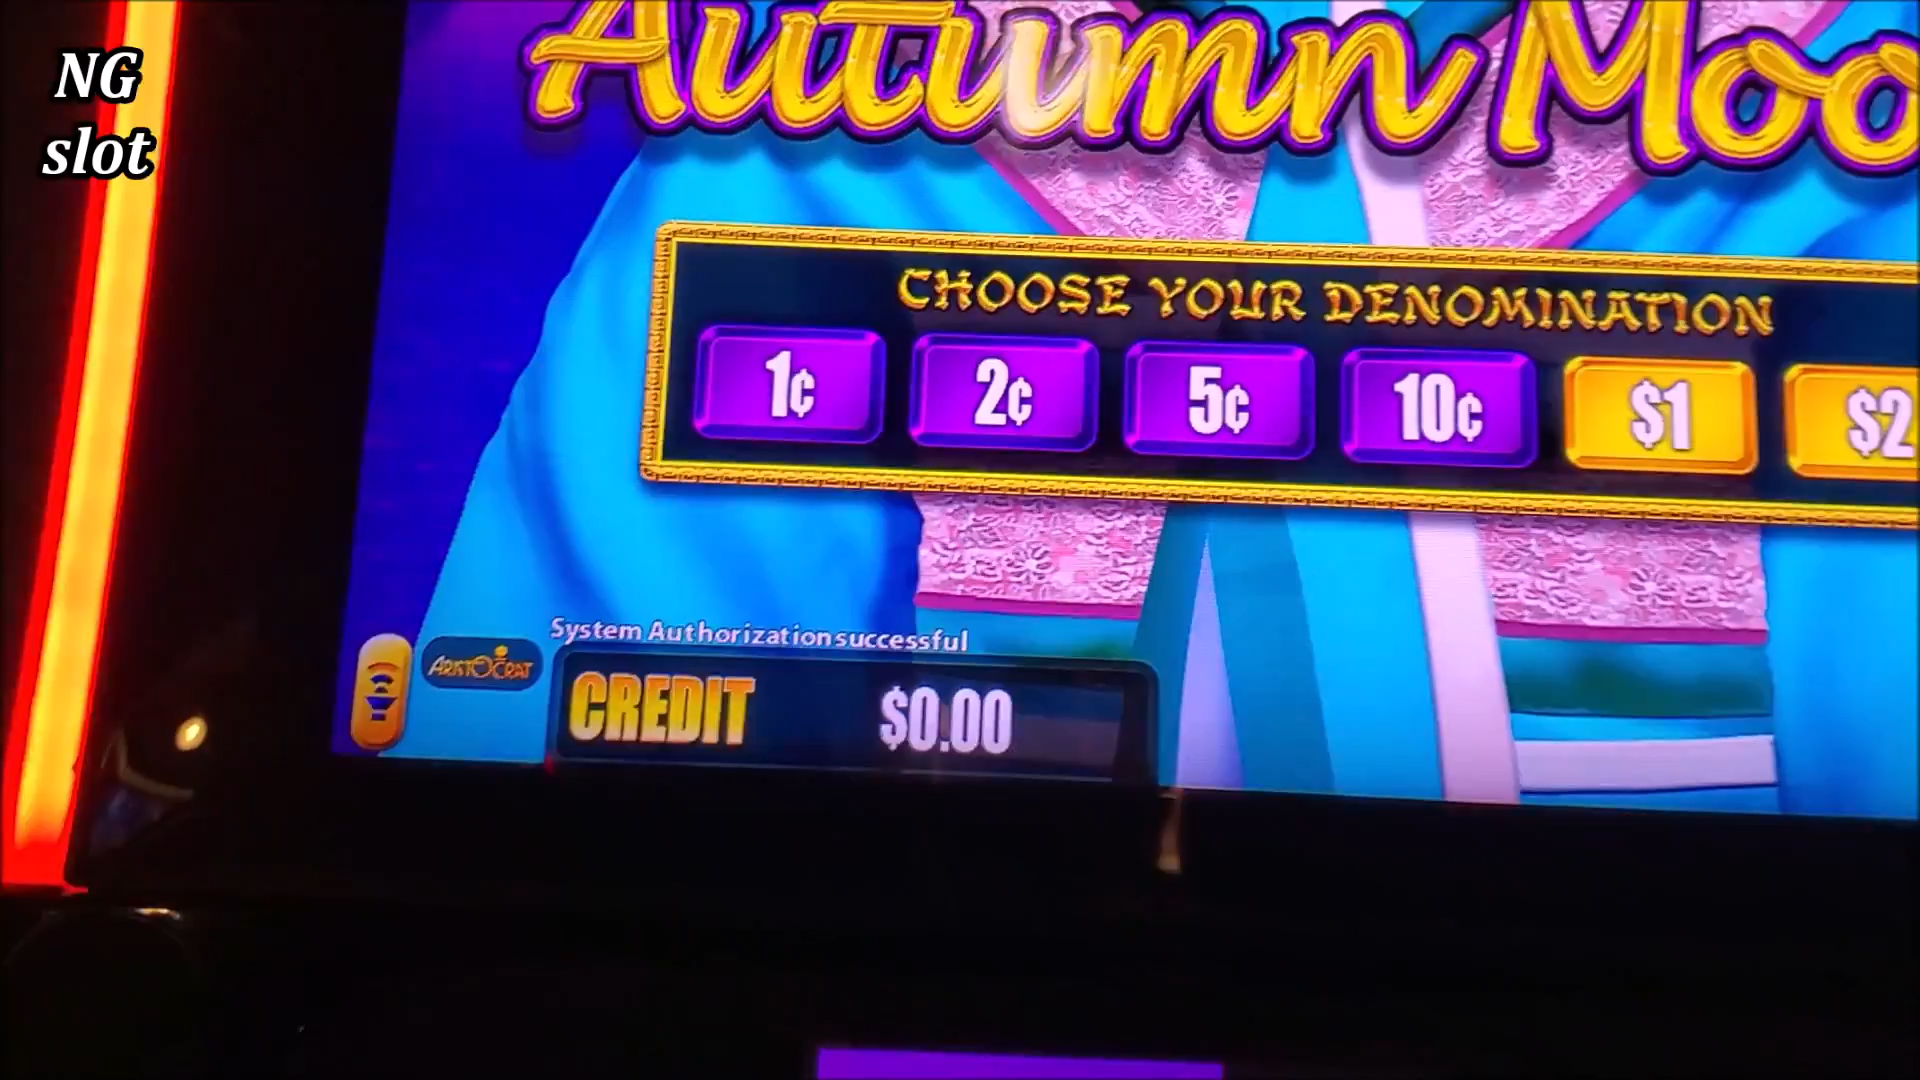 NG
slot
Autumn Moo
CHOOSE YOUR DENOMINATION
1¢ 2¢ 5¢ 10¢ $1 $2
System Authorization successful
ARISTOCRAT
CREDIT $0.00